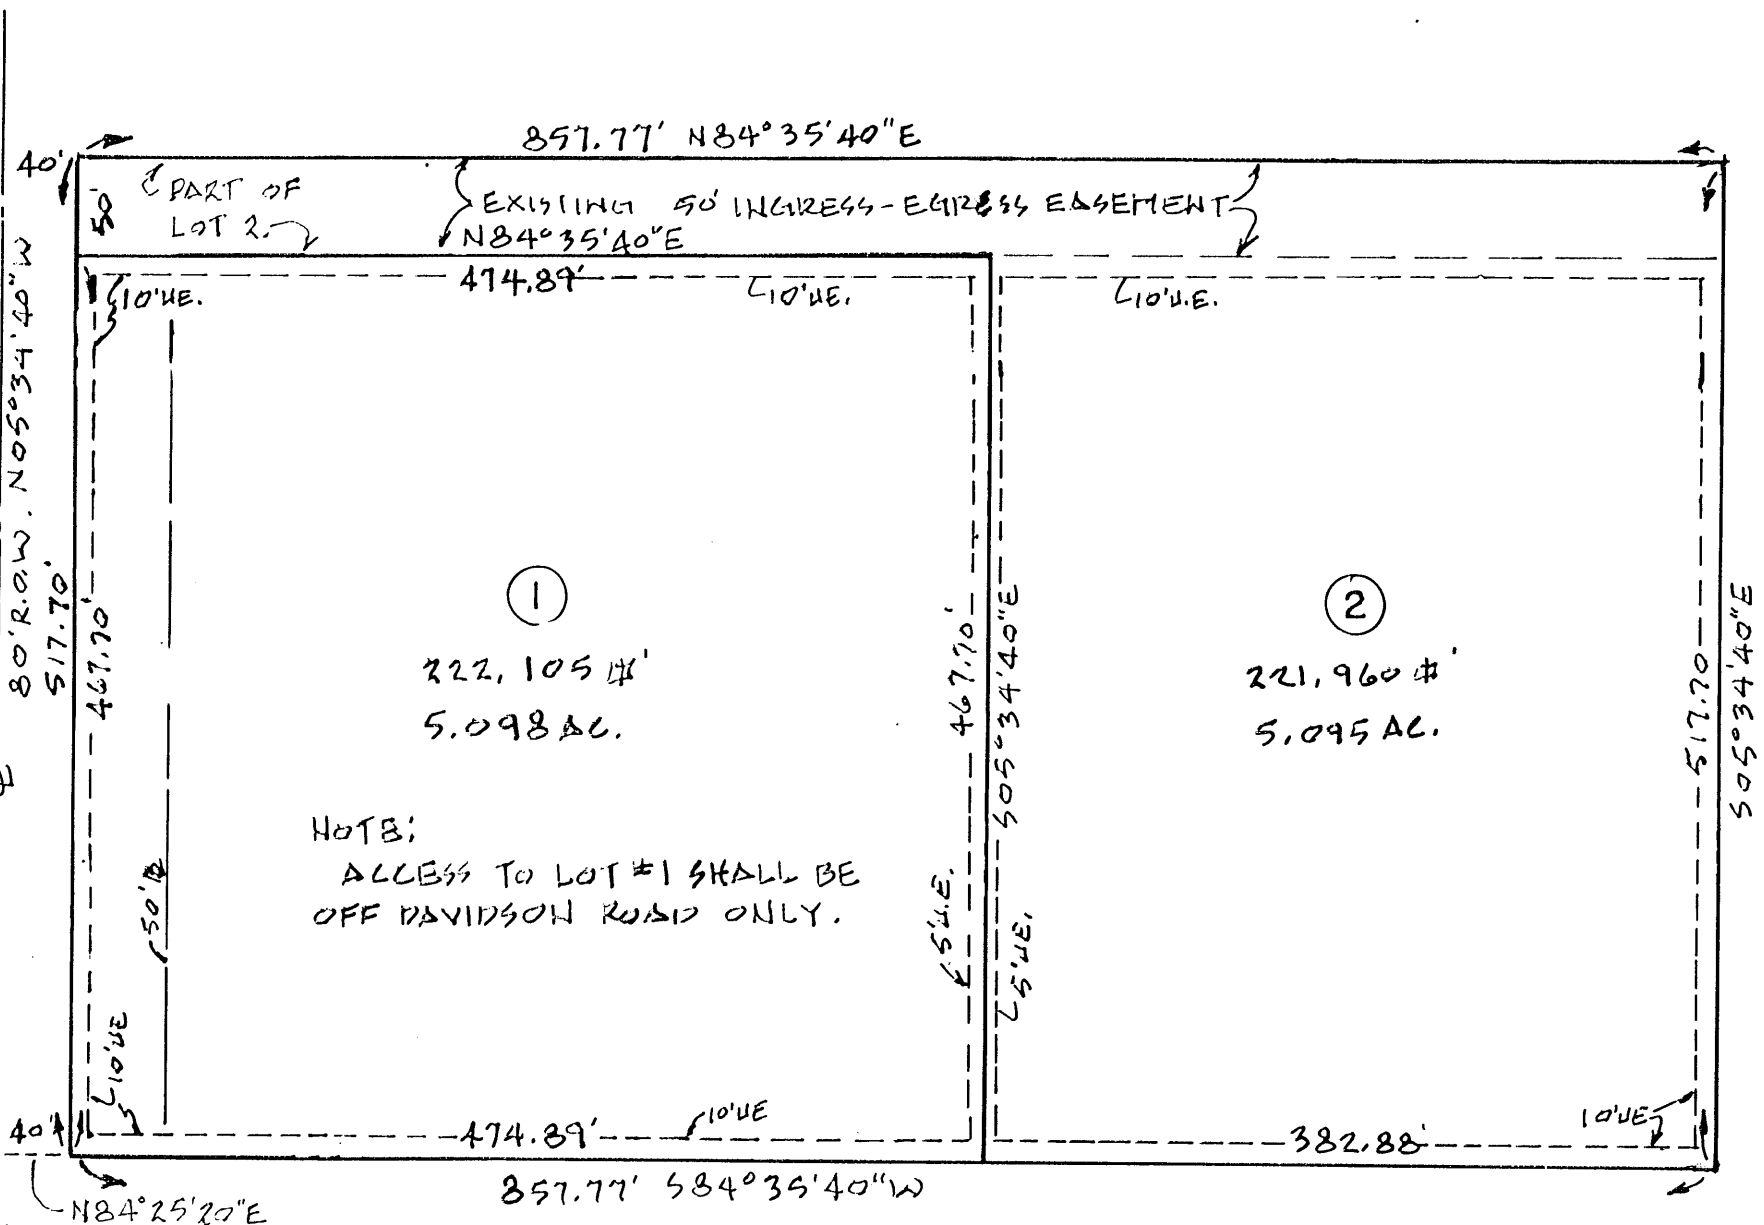 857.77' N84°35'40"E
40'
50'
PART OF
LOT 2.
EXISTING 50' INGRESS-EGRESS EASEMENT
N84°35'40"E
474.89'
10'UE.
10'UE.
10'U.E.
80' R.O.W. N05°34'40"W
517.70'
467.70'
1
222,105 #'
5.098 AC.
467.70'
S05°34'40"E
2
221,960 #'
5.095 AC.
517.70
S05°34'40"E
NOTE:
ACCESS TO LOT #1 SHALL BE
OFF DAVIDSON ROAD ONLY.
50'B
5'U.E.
5'UE.
10'UE
40'
474.89'
10'UE
382.88'
10'UE
857.77' S84°35'40"W
N84°25'20"E